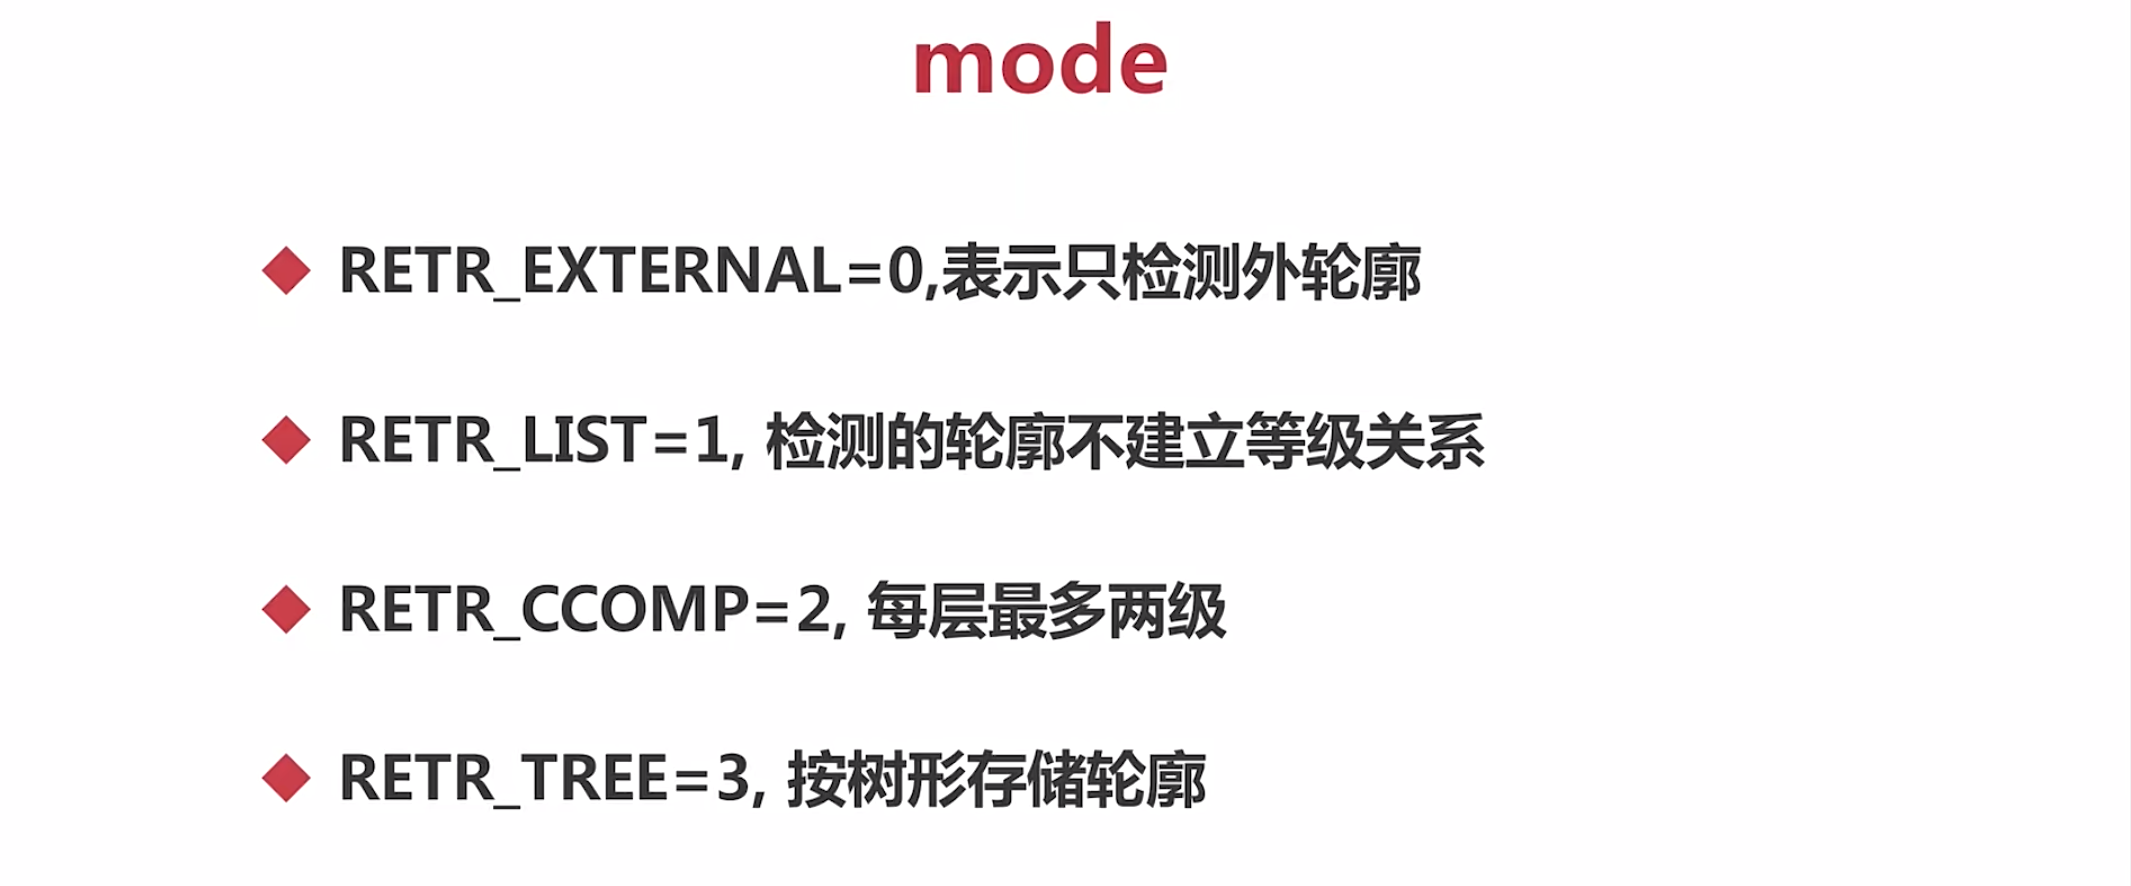 mode
RETR_EXTERNAL=0,表示只检测外轮廓
RETR_LIST=1, 检测的轮廓不建立等级关系
RETR_CCOMP=2, 每层最多两级
RETR_TREE=3, 按树形存储轮廓